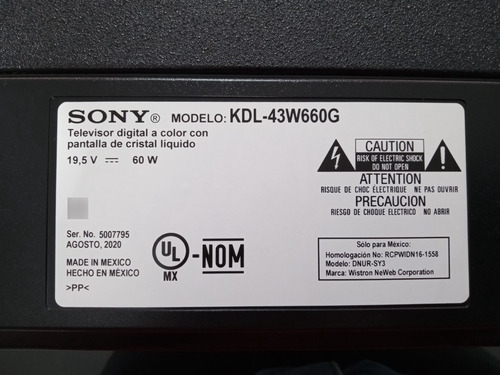 SONY® MODELO: KDL-43W660G
Televisor digital a color con
pantalla de cristal líquido
19,5 V ⎓ 60 W
CAUTION
RISK OF ELECTRIC SHOCK
DO NOT OPEN
ATTENTION
RISQUE DE CHOC ÉLECTRIQUE NE PAS OUVRIR
PRECAUCION
RIESGO DE CHOQUE ELECTRICO NO ABRIR
Ser. No. 5007795
AGOSTO, 2020
MADE IN MEXICO
HECHO EN MÉXICO
>PP<
UL®
MX
-NOM
Sólo para México:
Homologación No: RCPWIDN16-1558
Modelo: DNUR-SY3
Marca: Wistron NeWeb Corporation